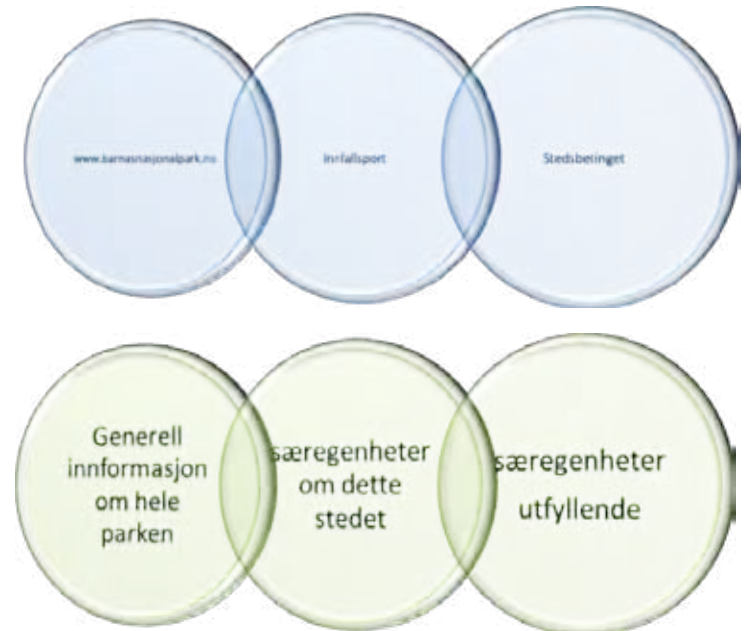 www.barnasnasjonalpark.no
Innfallsport
Stedsbetinget
Generell
innformasjon
om hele
parken
særegenheter
om dette
stedet
særegenheter
utfyllende